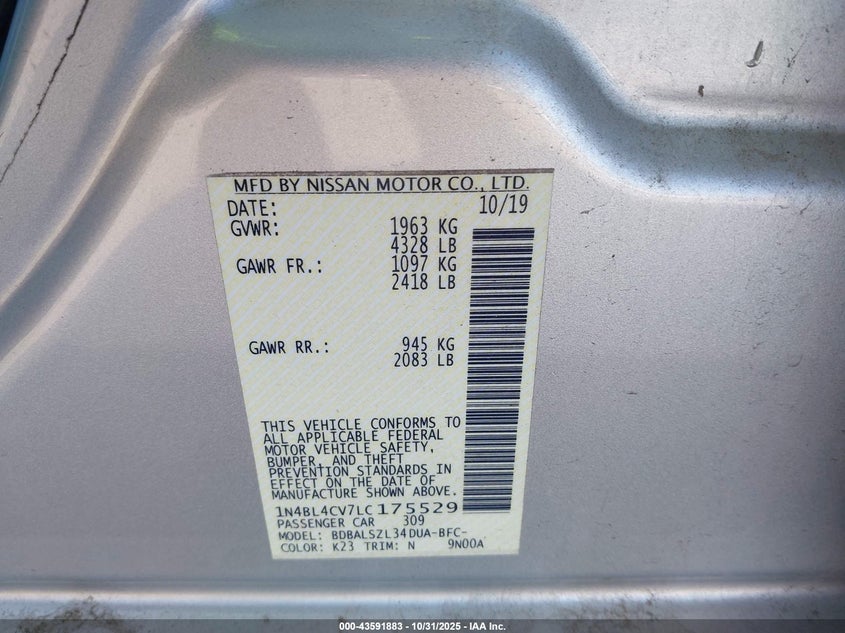 MFD BY NISSAN MOTOR CO., LTD.
DATE: 10/19
GVWR: 1963 KG
4328 LB
GAWR FR.: 1097 KG
2418 LB
GAWR RR.: 945 KG
2083 LB
THIS VEHICLE CONFORMS TO
ALL APPLICABLE FEDERAL
MOTOR VEHICLE SAFETY,
BUMPER, AND THEFT
PREVENTION STANDARDS IN
EFFECT ON THE DATE OF
MANUFACTURE SHOWN ABOVE.
1N4BL4CV7LC175529
PASSENGER CAR 309
MODEL: BDBALSZL34DUA-BFC-
COLOR: K23 TRIM: N 9N00A
000-43591883 - 10/31/2025 - IAA Inc.